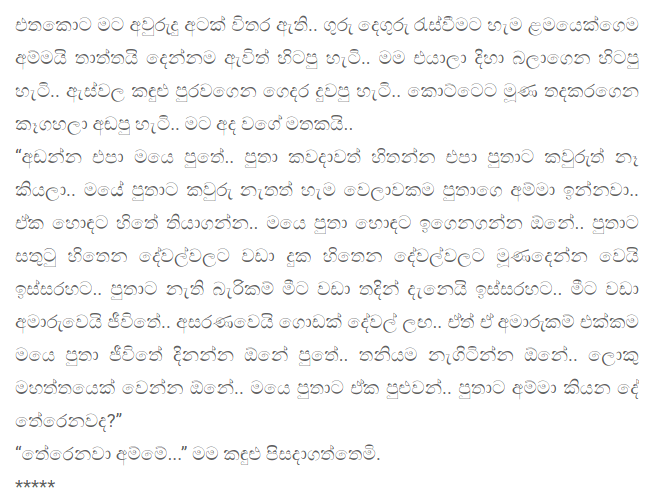 එතකොට මට අවුරුදු අටක් විතර ඇති.. ගුරු දෙගුරු රැස්වීමට හැම ළමයෙක්ගෙම
අම්මයි තාත්තයි දෙන්නම ඇවිත් හිටපු හැටි.. මම එයාලා දිහා බලාගෙන හිටපු
හැටි.. ඇස්වල කඳුළු පුරවගෙන ගෙදර දුවපු හැටි.. කොට්ටෙට මූණ තදකරගෙන
කෑගහලා අඩපු හැටි.. මට අද වගේ මතකයි..
“අඩන්න එපා මයෙ පුතේ.. පුතා කවදාවත් හිතන්න එපා පුතාට කවුරුත් නෑ
කියලා.. මයේ පුතාට කවුරු නැතත් හැම වෙලාවකම පුතාගෙ අම්මා ඉන්නවා..
ඒක හොඳට හිතේ තියාගන්න.. මයෙ පුතා හොඳට ඉගෙනගන්න ඕනේ.. පුතාට
සතුටු හිතෙන දේවල්වලට වඩා දුක හිතෙන දේවල්වලට මූණදෙන්න වෙයි
ඉස්සරහට.. පුතාට නැති බැරිකම් මීට වඩා තදින් දැනෙයි ඉස්සරහට.. මීට වඩා
අමාරුවෙයි ජීවිතේ.. අසරණවෙයි ගොඩක් දේවල් ලඟ.. ඒත් ඒ අමාරුකම් එක්කම
මයෙ පුතා ජීවිතේ දිනන්න ඕනේ පුතේ.. තනියම නැගිටින්න ඕනේ.. ලොකු
මහත්තයෙක් වෙන්න ඕනේ.. මයෙ පුතාට ඒක පුළුවන්.. පුතාට අම්මා කියන දේ
තේරෙනවද?”
“තේරෙනවා අම්මේ...” මම කඳුළු පිසදාගත්තෙමි.
*****